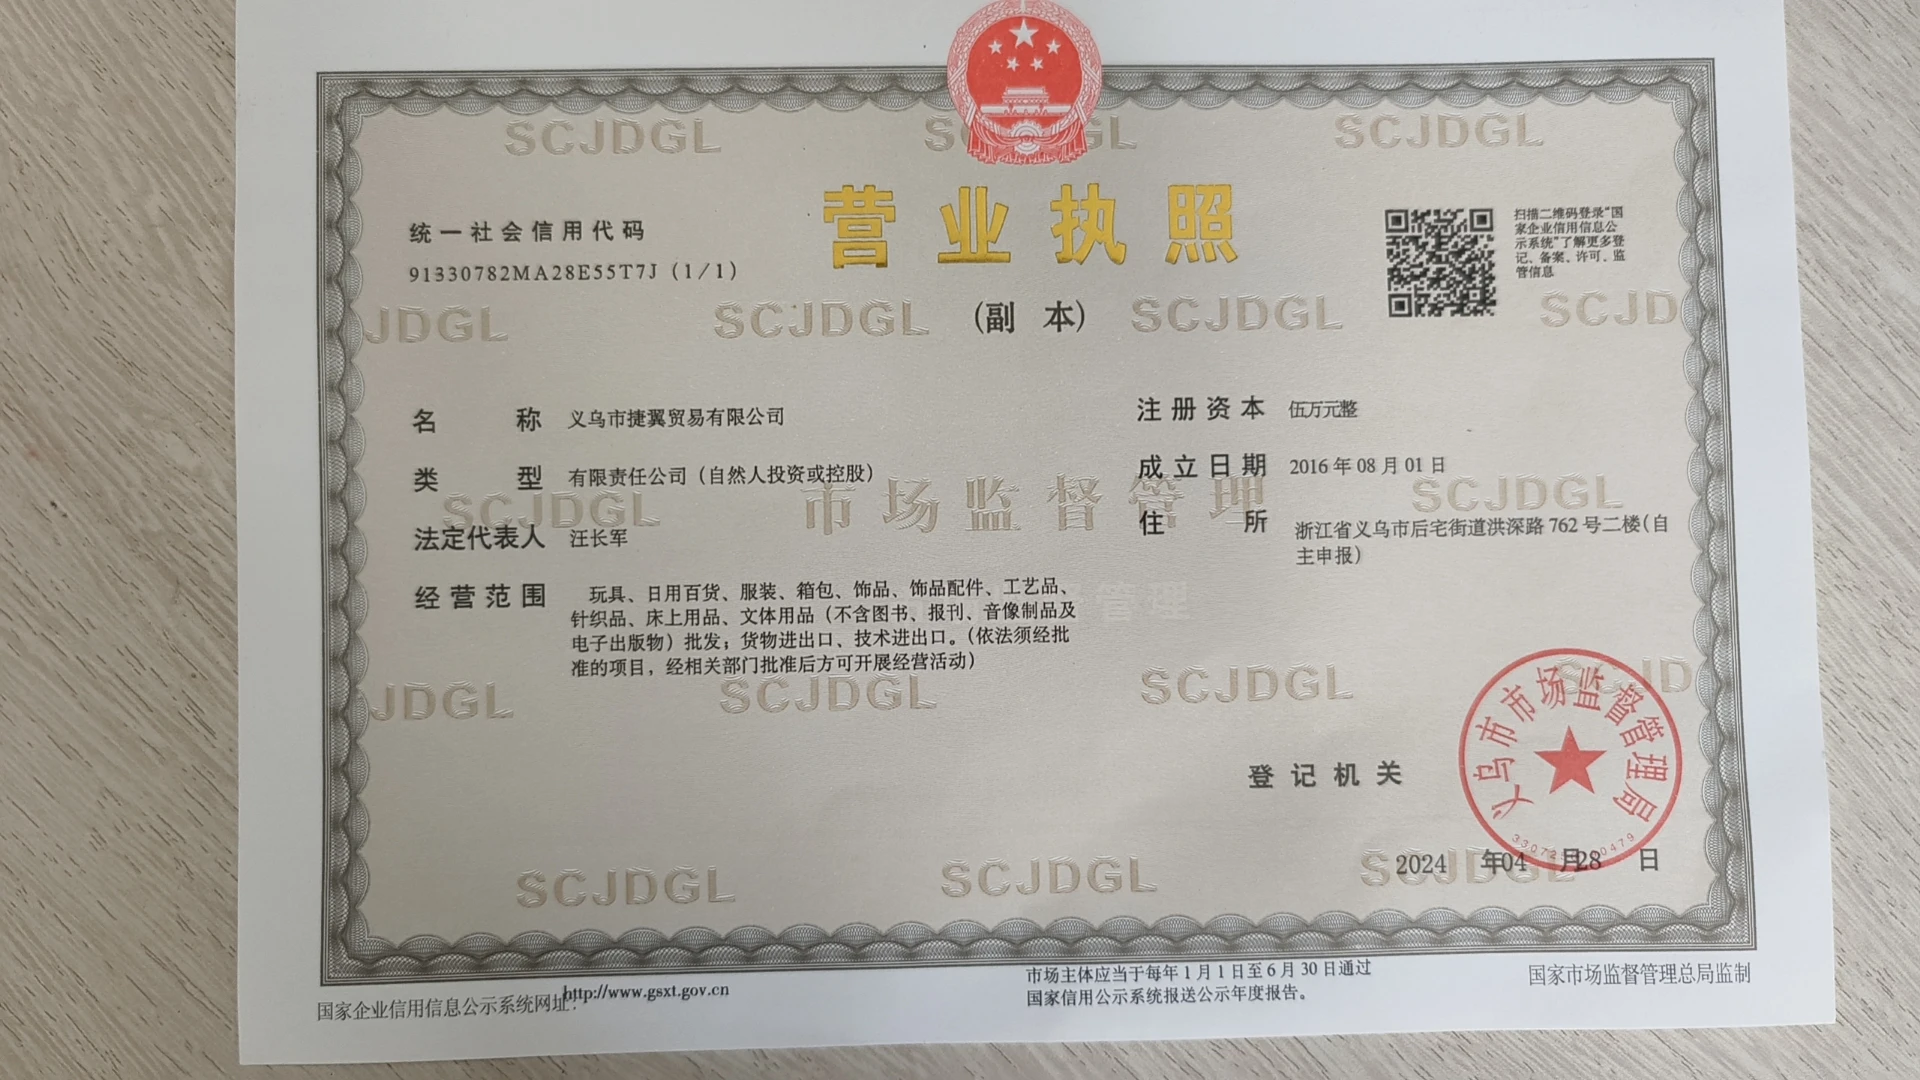 营业执照
(副 本)
统一社会信用代码
91330782MA28E55T7J (1/1)
扫描二维码登录“国
家企业信用信息公
示系统”了解更多登
记、备案、许可、监
管信息
名 称 义乌市捷翼贸易有限公司
类 型 有限责任公司（自然人投资或控股）
法定代表人 汪长军
经营范围 玩具、日用百货、服装、箱包、饰品、饰品配件、工艺品、
针织品、床上用品、文体用品（不含图书、报刊、音像制品及
电子出版物）批发；货物进出口、技术进出口。（依法须经批
准的项目，经相关部门批准后方可开展经营活动）
注册资本 伍万元整
成立日期 2016年08月01日
住 所 浙江省义乌市后宅街道洪深路762号二楼（自
主申报）
登记机关
义乌市市场监督管理局
2024 年04 月28 日
SCJDGL
市场监督管理
国家企业信用信息公示系统网址: http://www.gsxt.gov.cn
市场主体应当于每年1月1日至6月30日通过
国家信用公示系统报送公示年度报告。
国家市场监督管理总局监制